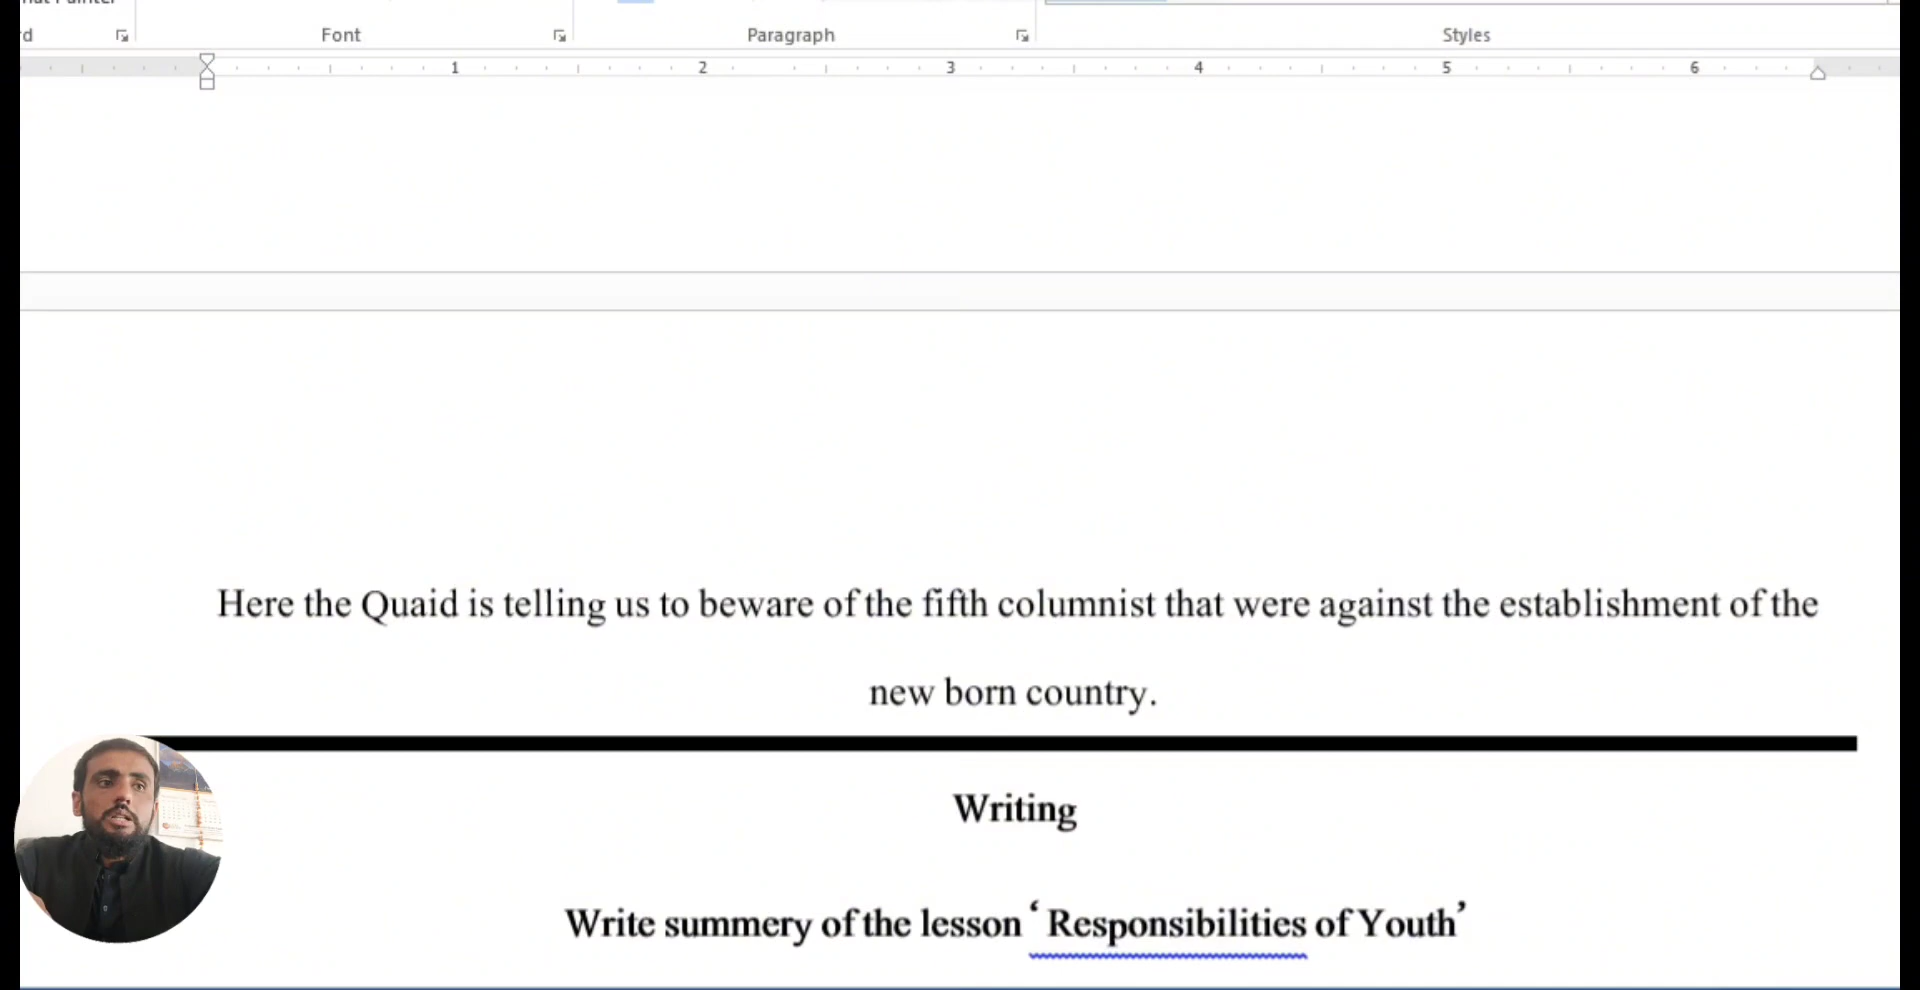 Font
Paragraph
Styles
1 2 3 4 5 6
Here the Quaid is telling us to beware of the fifth columnist that were against the establishment of the
new born country.
Writing
Write summery of the lesson ‘ Responsibilities of Youth’